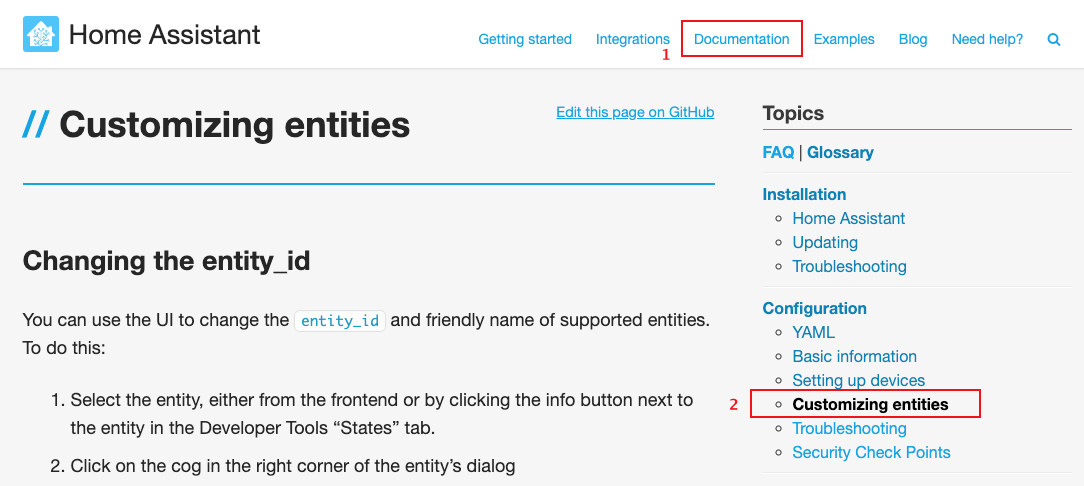 Home Assistant
Getting started Integrations Documentation Examples Blog Need help?
1
// Customizing entities
Edit this page on GitHub
Changing the entity_id
You can use the UI to change the entity_id and friendly name of supported entities.
To do this:
1. Select the entity, either from the frontend or by clicking the info button next to
the entity in the Developer Tools “States” tab.
2. Click on the cog in the right corner of the entity’s dialog
Topics
FAQ | Glossary
Installation
Home Assistant
Updating
Troubleshooting
Configuration
YAML
Basic information
Setting up devices
2
Customizing entities
Troubleshooting
Security Check Points